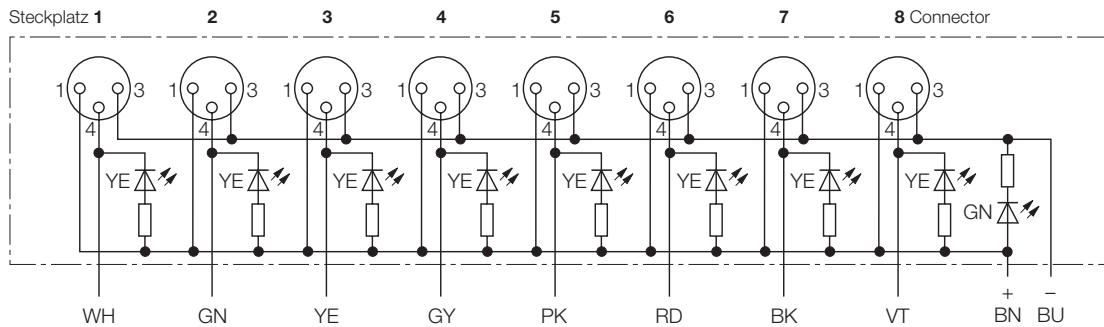 Steckplatz 1 2 3 4 5 6 7 8 Connector
1 3 1 3 1 3 1 3 1 3 1 3 1 3 1 3
4 4 4 4 4 4 4 4
YE YE YE YE YE YE YE YE
GN
+ −
WH GN YE GY PK RD BK VT BN BU